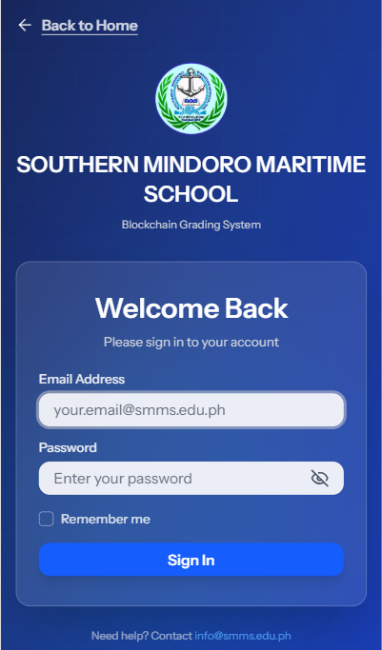 Back to Home
SOUTHERN MINDORO MARITIME
SCHOOL
Blockchain Grading System
Welcome Back
Please sign in to your account
Email Address
your.email@smms.edu.ph
Password
Enter your password
Remember me
Sign In
Need help? Contact info@smms.edu.ph